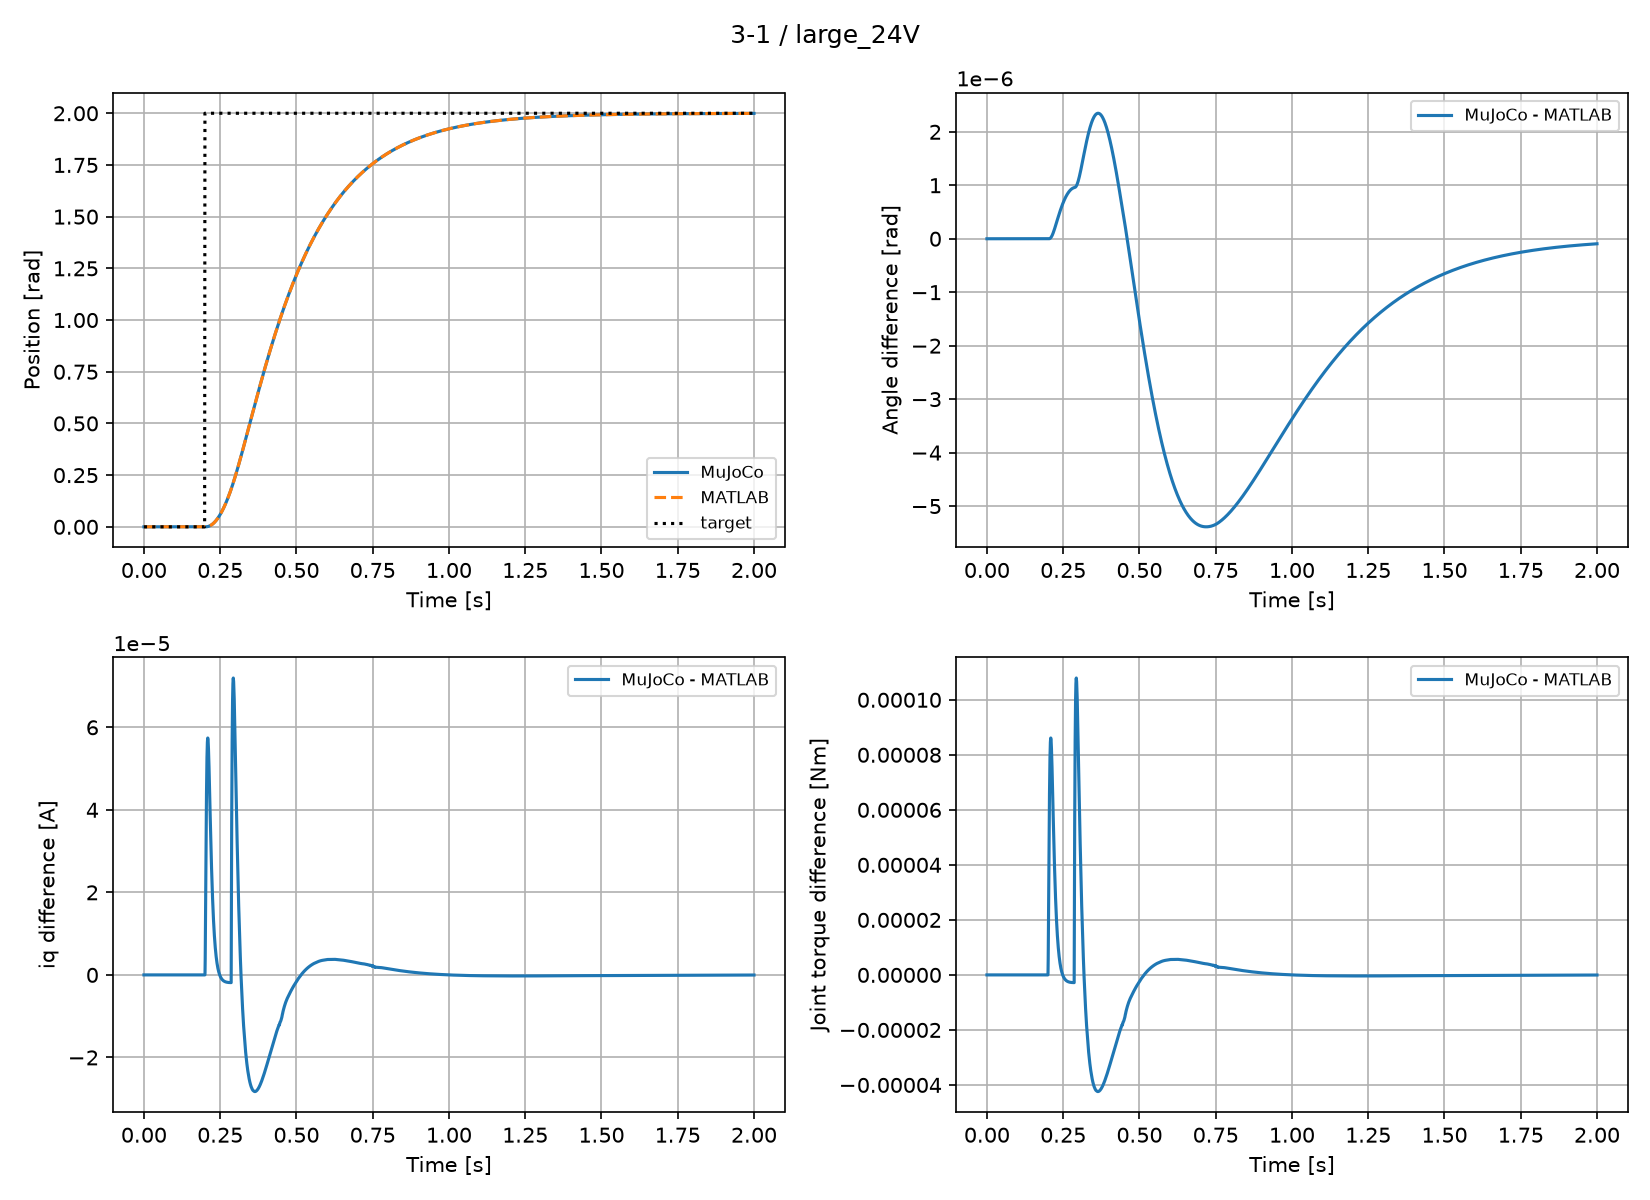 3-1 / large_24V
2.00
1.75
1.50
1.25
1.00
0.75
0.50
0.25
0.00
Position [rad]
MuJoCo
MATLAB
target
0.00 0.25 0.50 0.75 1.00 1.25 1.50 1.75 2.00
Time [s]
1e−6
2
1
0
−1
−2
−3
−4
−5
Angle difference [rad]
MuJoCo - MATLAB
0.00 0.25 0.50 0.75 1.00 1.25 1.50 1.75 2.00
Time [s]
1e−5
6
4
2
0
−2
iq difference [A]
MuJoCo - MATLAB
0.00 0.25 0.50 0.75 1.00 1.25 1.50 1.75 2.00
Time [s]
0.00010
0.00008
0.00006
0.00004
0.00002
0.00000
−0.00002
−0.00004
Joint torque difference [Nm]
MuJoCo - MATLAB
0.00 0.25 0.50 0.75 1.00 1.25 1.50 1.75 2.00
Time [s]